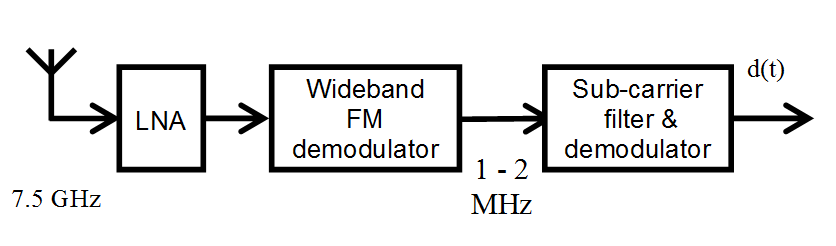 7.5 GHz
LNA
Wideband
FM
demodulator
1 - 2
MHz
Sub-carrier
filter &
demodulator
d(t)